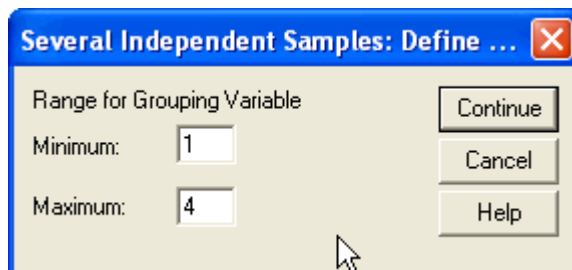 Several Independent Samples: Define ...
Range for Grouping Variable
Continue
Minimum: 1
Cancel
Maximum: 4
Help